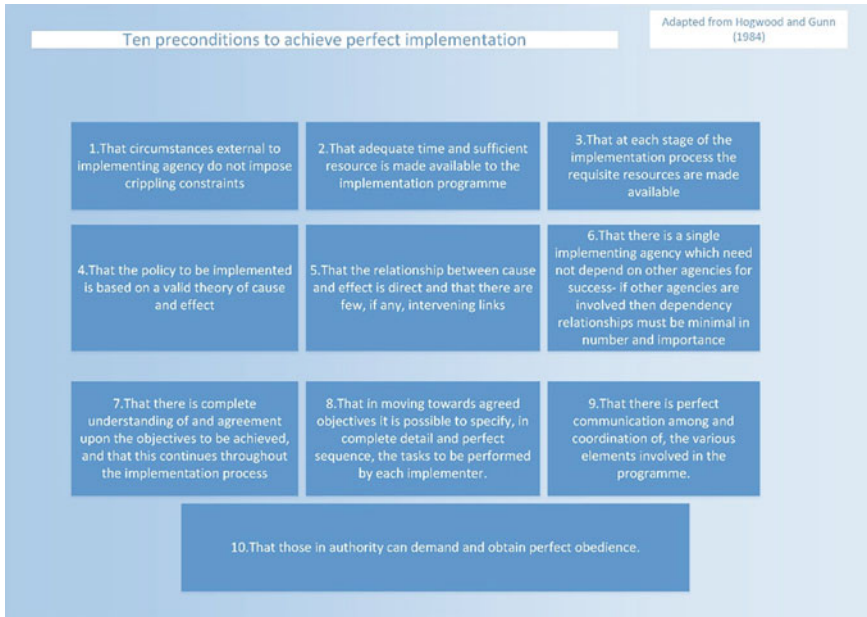 Ten preconditions to achieve perfect implementation
Adapted from Hogwood and Gunn
(1984)
1.That circumstances external to
implementing agency do not impose
crippling constraints
2.That adequate time and sufficient
resource is made available to the
implementation programme
3.That at each stage of the
implementation process the
requisite resources are made
available
4.That the policy to be implemented
is based on a valid theory of cause
and effect
5.That the relationship between cause
and effect is direct and that there are
few, if any, intervening links
6.That there is a single
implementing agency which need
not depend on other agencies for
success- if other agencies are
involved then dependency
relationships must be minimal in
number and importance
7.That there is complete
understanding of and agreement
upon the objectives to be achieved,
and that this continues throughout
the implementation process
8.That in moving towards agreed
objectives it is possible to specify, in
complete detail and perfect
sequence, the tasks to be performed
by each implementer.
9.That there is perfect
communication among and
coordination of, the various
elements involved in the
programme.
10.That those in authority can demand and obtain perfect obedience.